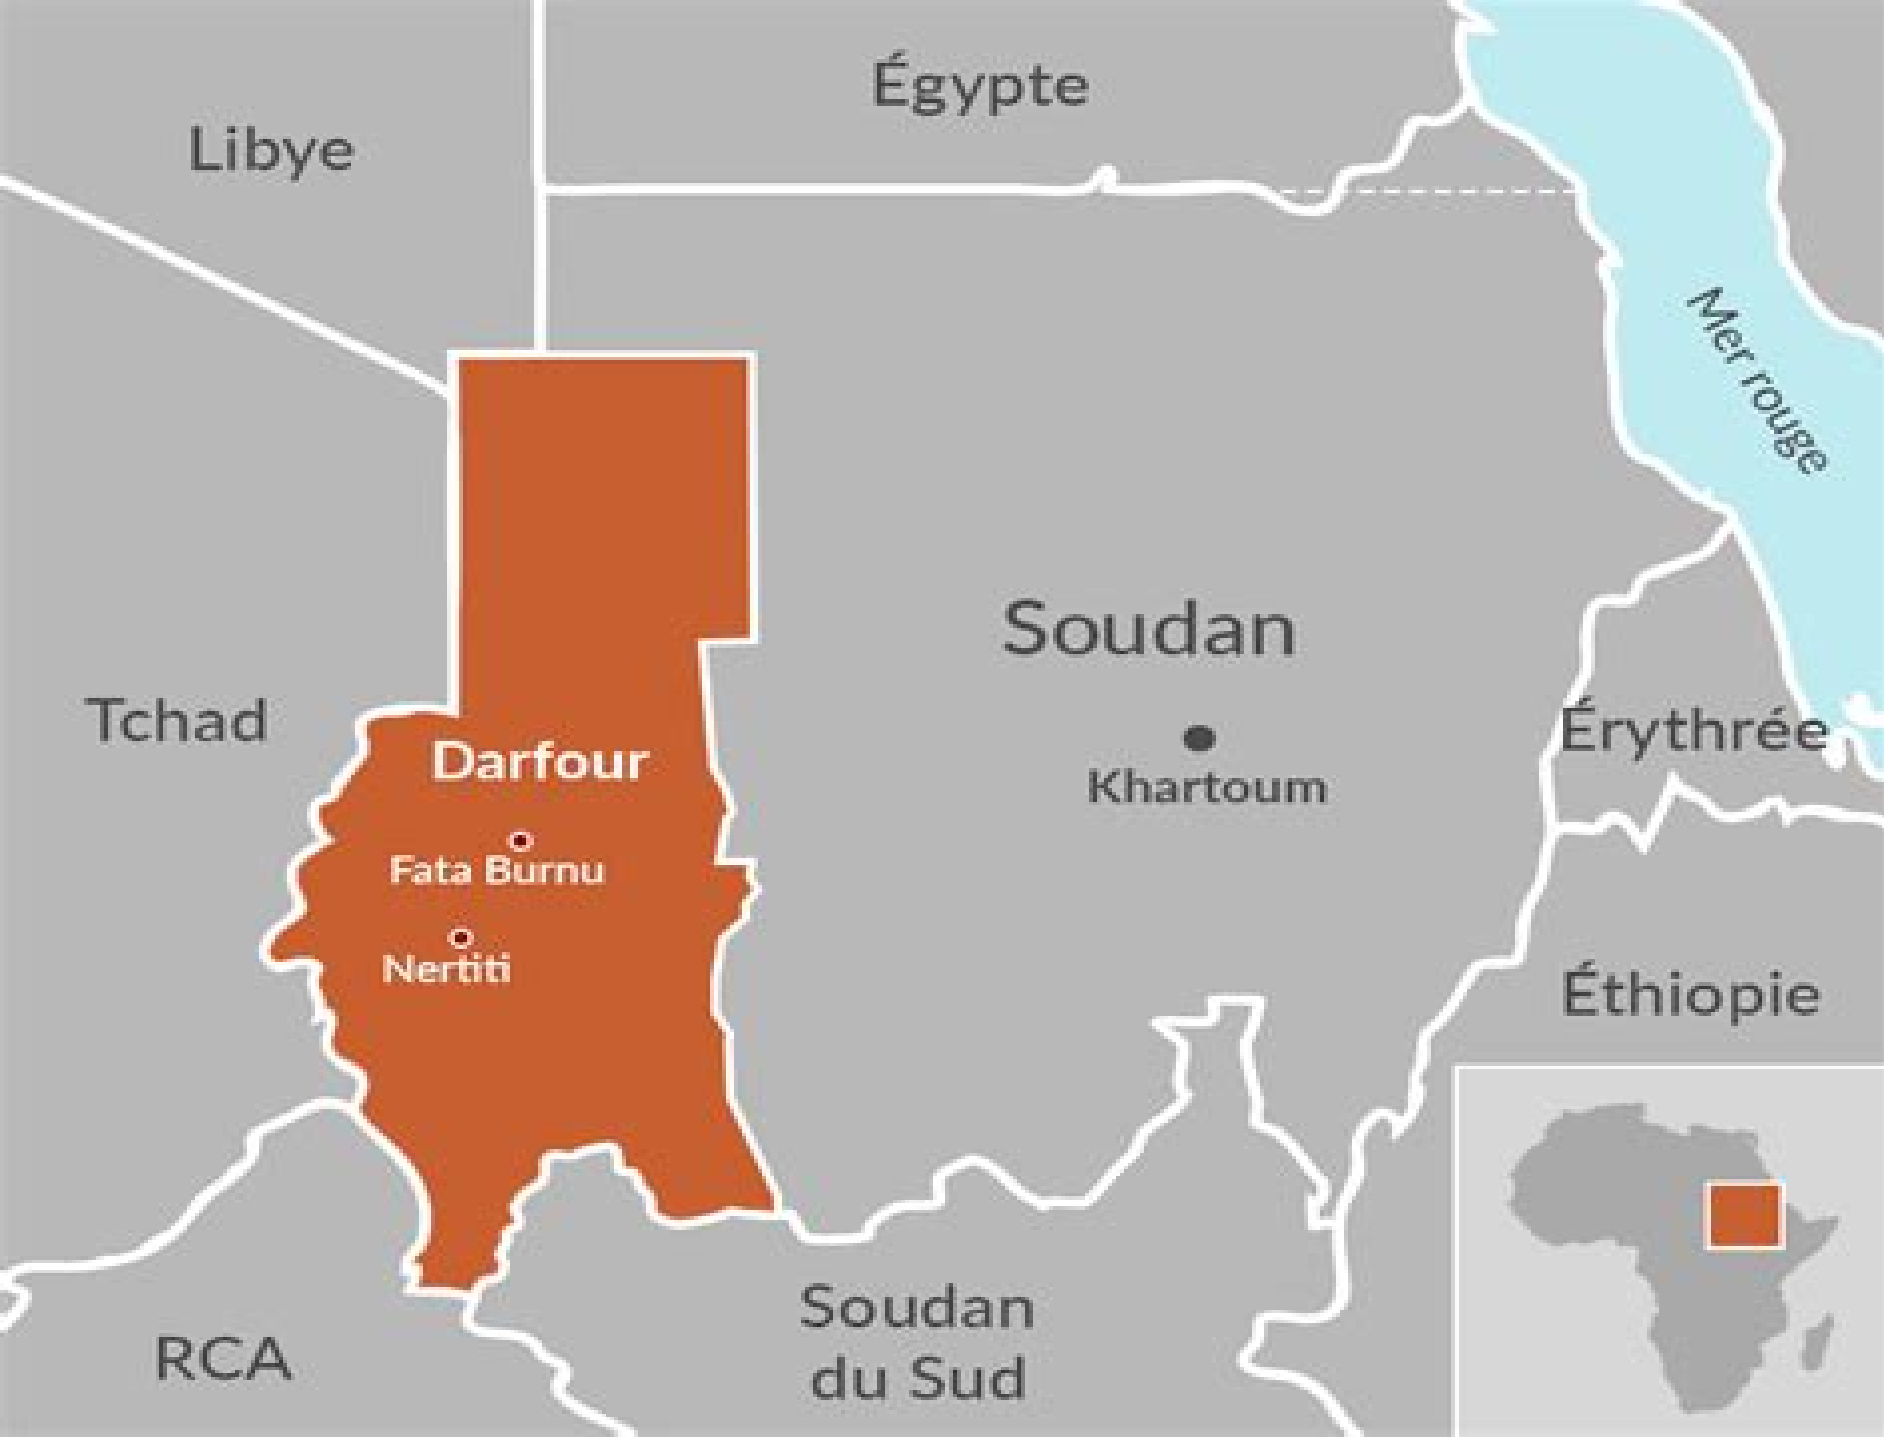 Égypte
Libye
Mer rouge
Soudan
Tchad
Érythrée
Darfour
Khartoum
Fata Burnu
Nertiti
Éthiopie
Soudan
du Sud
RCA